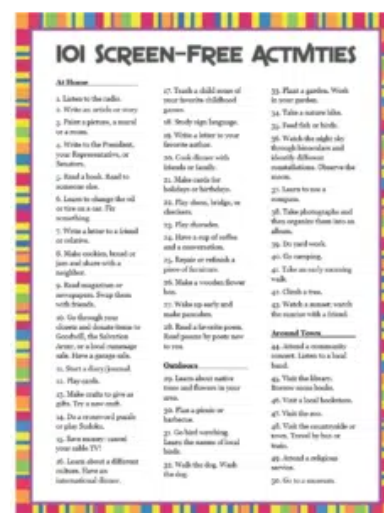 101 SCREEN-FREE ACTIVITIES
At Home
1. Listen to the radio.
2. Write an article or story
3. Paint a picture, a mural
or a room.
4. Write to the President,
your Representative, or
Senators.
5. Read a book. Read to
someone else.
6. Learn to change the oil
or tire on a car. Fix
something.
7. Write a letter to a friend
or relative.
8. Make cookies, bread or
jam and share with a
neighbor.
9. Read magazines or
newspapers. Swap them
with friends.
10. Go through your
closets and donate items to
Goodwill, the Salvation
Army, or a local rummage
sale. Have a garage sale.
11. Start a diary/journal
12. Play cards.
13. Make crafts to give as
gifts. Try a new craft.
14. Do a crossword puzzle
or play Sudoku.
15. Save money: cancel
your cable TV!
16. Learn about a different
culture. Have an
international dinner.
17. Teach a child some of
your favorite childhood
games.
18. Study sign language.
19. Write a letter to your
favorite author.
20. Cook dinner with
friends or family.
21. Make cards for
holidays or birthdays.
22. Play chess, bridge, or
checkers.
23. Play charades.
24. Have a cup of coffee
and a conversation.
25. Repair or refinish a
piece of furniture.
26. Make a wooden flower
box.
27. Wake up early and
make pancakes.
28. Read a favorite poem.
Read poems by poets new
to you.
Outdoors
29. Learn about native
trees and flowers in your
area.
30. Plan a picnic or
barbecue.
31. Go bird watching.
Learn the names of local
birds.
32. Walk the dog. Wash
the dog.
33. Plant a garden. Work
in your garden.
34. Take a nature hike.
35. Feed fish or birds.
36. Watch the night sky
through binoculars and
identify different
constellations. Observe the
moon.
37. Learn to use a
compass.
38. Take photographs and
then organize them into an
album.
39. Do yard work.
40. Go camping.
41. Take an early morning
walk.
42. Climb a tree.
43. Watch a sunset; watch
the sunrise with a friend.
Around Town
44. Attend a community
concert. Listen to a local
band.
45. Visit the library.
Borrow some books.
46. Visit a local bookstore.
47. Visit the zoo.
48. Visit the countryside or
town. Travel by bus or
train.
49. Attend a religious
service.
50. Go to a museum.